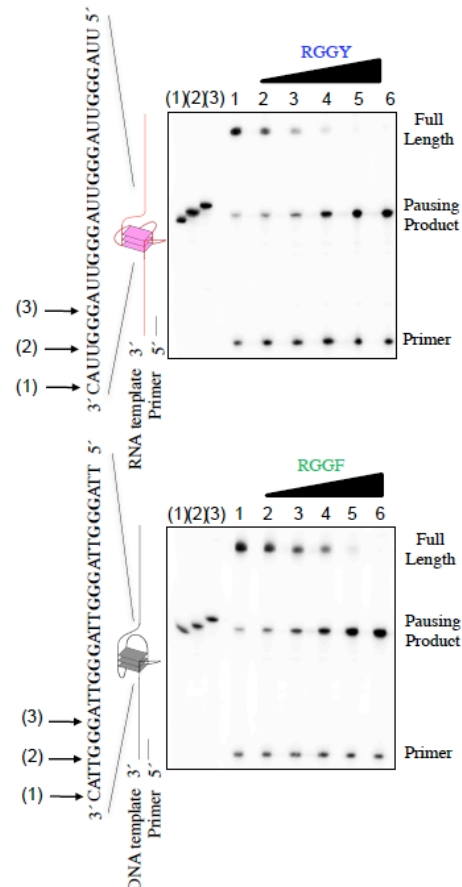 RGGY
(1) (2) (3) 1 2 3 4 5 6
Full
Length
Pausing
Product
Primer
3´ CAUUGGGAUUGGGAUUGGGAUUGGGAUU 5´
(3)
(2)
(1)
RNA template 3´
Primer 5´
RGGF
(1) (2) (3) 1 2 3 4 5 6
Full
Length
Pausing
Product
Primer
3´ CATTGGGATTGGGATTGGGATTGGGATT 5´
(3)
(2)
(1)
DNA template 3´
Primer 5´